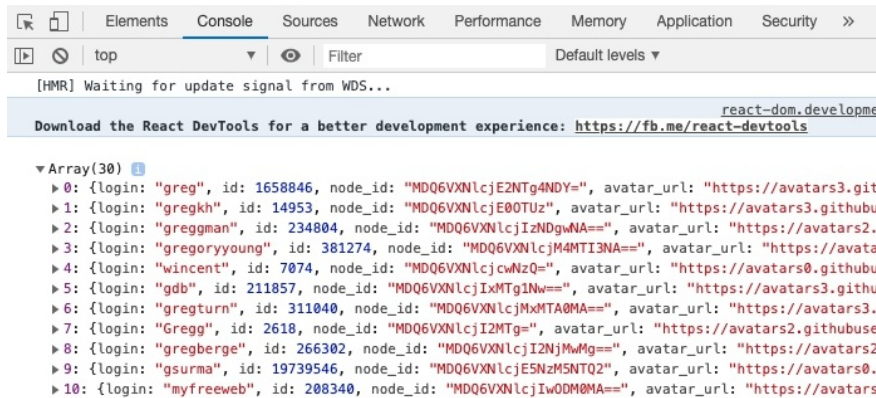 Elements Console Sources Network Performance Memory Application Security »
top ▼ Filter Default levels ▼
[HMR] Waiting for update signal from WDS...
react-dom.developme
Download the React DevTools for a better development experience: https://fb.me/react-devtools
▼Array(30) i
▶0: {login: "greg", id: 1658846, node_id: "MDQ6VXNlcjE2NTg4NDY=", avatar_url: "https://avatars3.git
▶1: {login: "gregkh", id: 14953, node_id: "MDQ6VXNlcjE0OTUz", avatar_url: "https://avatars3.githubu
▶2: {login: "greggman", id: 234804, node_id: "MDQ6VXNlcjIzNDgwNA==", avatar_url: "https://avatars2.
▶3: {login: "gregoryyoung", id: 381274, node_id: "MDQ6VXNlcjM4MTI3NA==", avatar_url: "https://avata
▶4: {login: "wincent", id: 7074, node_id: "MDQ6VXNlcjcwNzQ=", avatar_url: "https://avatars0.githubu
▶5: {login: "gdb", id: 211857, node_id: "MDQ6VXNlcjIxMTg1Nw==", avatar_url: "https://avatars3.githu
▶6: {login: "gregturn", id: 311040, node_id: "MDQ6VXNlcjMxMTA0MA==", avatar_url: "https://avatars3.
▶7: {login: "Gregg", id: 2618, node_id: "MDQ6VXNlcjI2MTg=", avatar_url: "https://avatars2.githubuse
▶8: {login: "gregberge", id: 266302, node_id: "MDQ6VXNlcjI2NjMwMg==", avatar_url: "https://avatars2
▶9: {login: "gsurma", id: 19739546, node_id: "MDQ6VXNlcjE5NzM5NTQ2", avatar_url: "https://avatars0.
▶10: {login: "myfreeweb", id: 208340, node_id: "MDQ6VXNlcjIwODM0MA==", avatar_url: "https://avatars